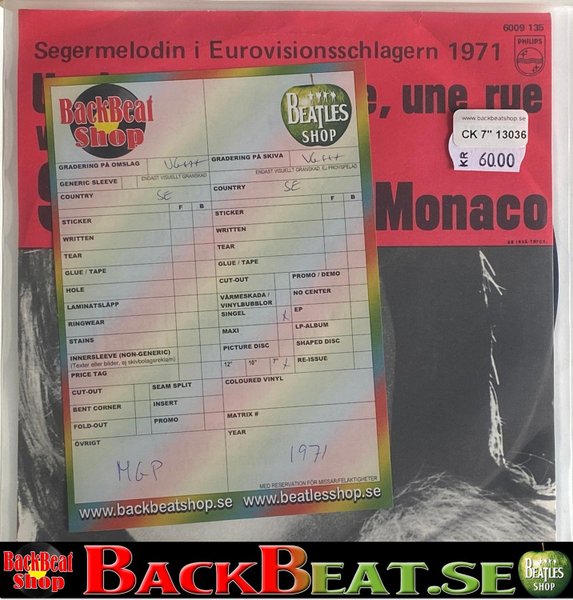 6009 135
PHILIPS
Segermelodin i Eurovisionsschlagern 1971
e, une rue
Monaco
www.backbeatshop.se
CK 7" 13036
KR 60.00
BackBeat
Shop
BEATLES
SHOP
GRADERING PÅ OMSLAG VG+++
ENDAST VISUELLT GRANSKAD
GENERIC SLEEVE
COUNTRY SE
F B
STICKER
WRITTEN
TEAR
GLUE / TAPE
HOLE
LAMINATSLÄPP
RINGWEAR
STAINS
INNERSLEEVE (NON-GENERIC)
(Texter eller bilder, ej skivbolagsreklam)
PRICE TAG
CUT-OUT SEAM SPLIT
BENT CORNER INSERT
FOLD-OUT PROMO
ÖVRIGT
MGP
GRADERING PÅ SKIVA VG+++
ENDAST VISUELLT GRANSKAD, EJ PROVSPELAD
COUNTRY SE
F B
STICKER
WRITTEN
TEAR
GLUE / TAPE
CUT-OUT PROMO / DEMO
VÄRMESKADA / VINYLBUBBLOR NO CENTER
SINGEL X EP
MAXI LP-ALBUM
PICTURE DISC SHAPED DISC
12" 10" 7" X RE-ISSUE
COLOURED VINYL
MATRIX #
YEAR
1971
MED RESERVATION FÖR MISSAR/FELAKTIGHETER
www.backbeatshop.se www.beatlesshop.se
BackBeat
Shop
BACKBEAT.SE
BEATLES
SHOP